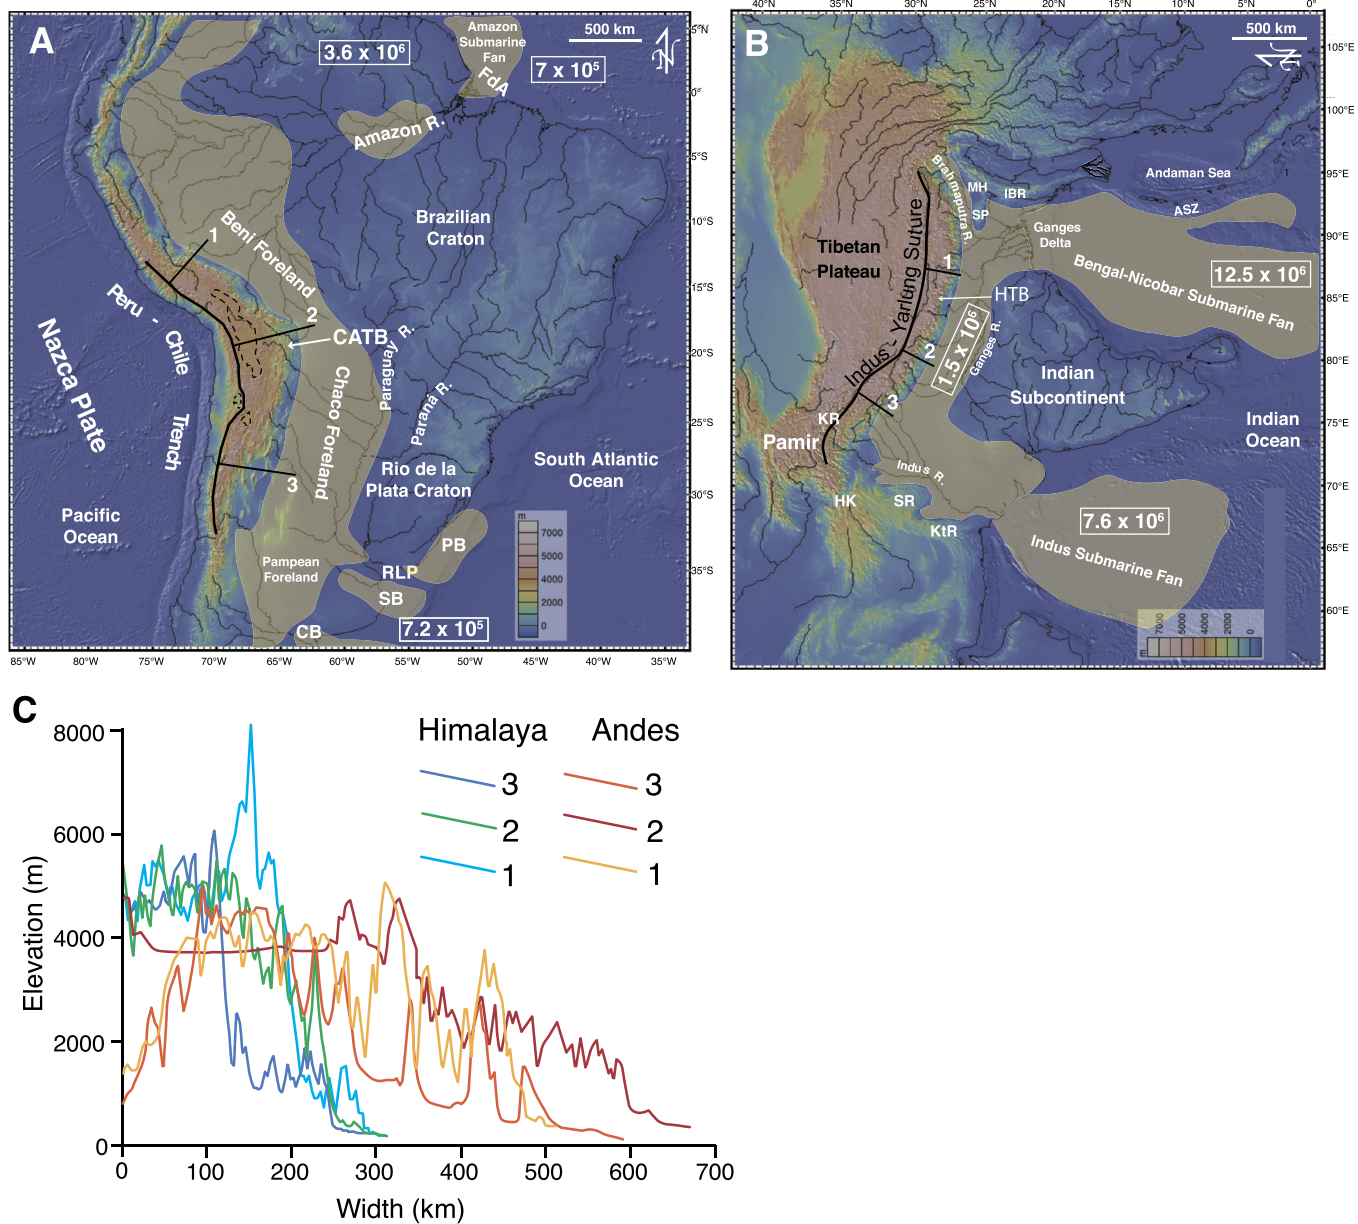 A
3.6 x 10⁶
Amazon
Submarine
Fan
FdA
500 km
N
7 x 10⁵
Amazon R.
Brazilian
Craton
Beni Foreland
1
2
3
Peru - Chile
Trench
Nazca Plate
CATB
Paraguay R.
Paraná R.
Chaco Foreland
Rio de la
Plata Craton
South Atlantic
Ocean
Pacific
Ocean
Pampean
Foreland
PB
RLP
SB
CB
7.2 x 10⁵
m
7000
5000
4000
2000
0
5°N
0°
5°S
10°S
15°S
20°S
25°S
30°S
35°S
85°W
80°W
75°W
70°W
65°W
60°W
55°W
50°W
45°W
40°W
35°W
B
40°N
35°N
30°N
25°N
20°N
15°N
10°N
5°N
0°
500 km
N
105°E
100°E
95°E
90°E
85°E
80°E
75°E
70°E
65°E
60°E
Brahmaputra R.
MH
IBR
SP
Andaman Sea
ASZ
Ganges
Delta
Tibetan
Plateau
Indus - Yarlung Suture
1
2
3
HTB
Bengal-Nicobar Submarine Fan
12.5 x 10⁶
1.5 x 10⁶
Ganges R.
Indian
Subcontinent
Indian
Ocean
KR
Pamir
Indus R.
HK
SR
KtR
7.6 x 10⁶
Indus Submarine Fan
m
7000
5000
4000
2000
0
C
Himalaya
Andes
3
3
2
2
1
1
8000
6000
4000
2000
0
Elevation (m)
0
100
200
300
400
500
600
700
Width (km)